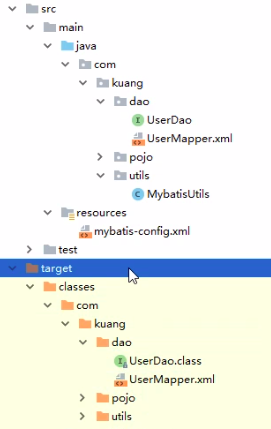 src
main
java
com
kuang
dao
UserDao
UserMapper.xml
pojo
utils
MybatisUtils
resources
mybatis-config.xml
test
target
classes
com
kuang
dao
UserDao.class
UserMapper.xml
pojo
utils